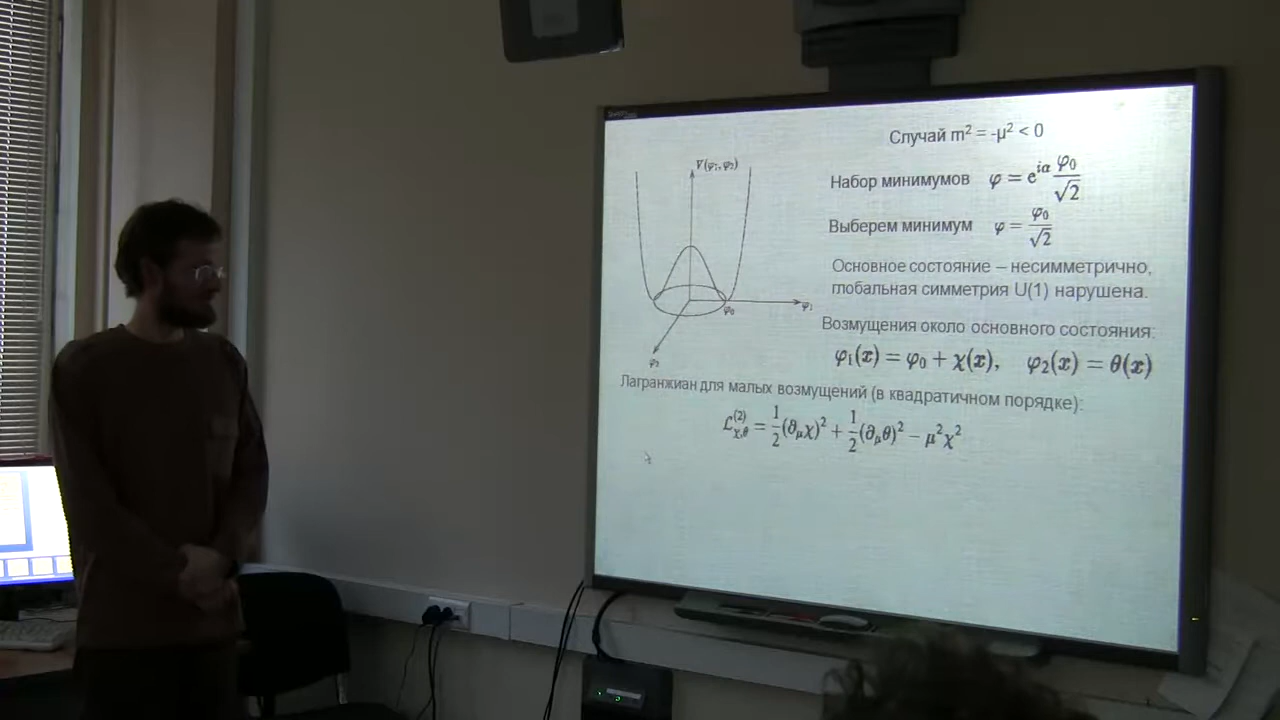 Случай m² = -μ² < 0
V(φ₁, φ₂)
Набор минимумов φ = e^{iα} φ₀/√2
Выберем минимум φ = φ₀/√2
Основное состояние – несимметрично,
глобальная симметрия U(1) нарушена.
φ₀
φ₁
φ₂
Возмущения около основного состояния:
φ₁(x) = φ₀ + χ(x), φ₂(x) = θ(x)
Лагранжиан для малых возмущений (в квадратичном порядке):
ℒ_{χ,θ}^{(2)} = 1/2 (∂_μχ)² + 1/2 (∂_μθ)² − μ²χ²